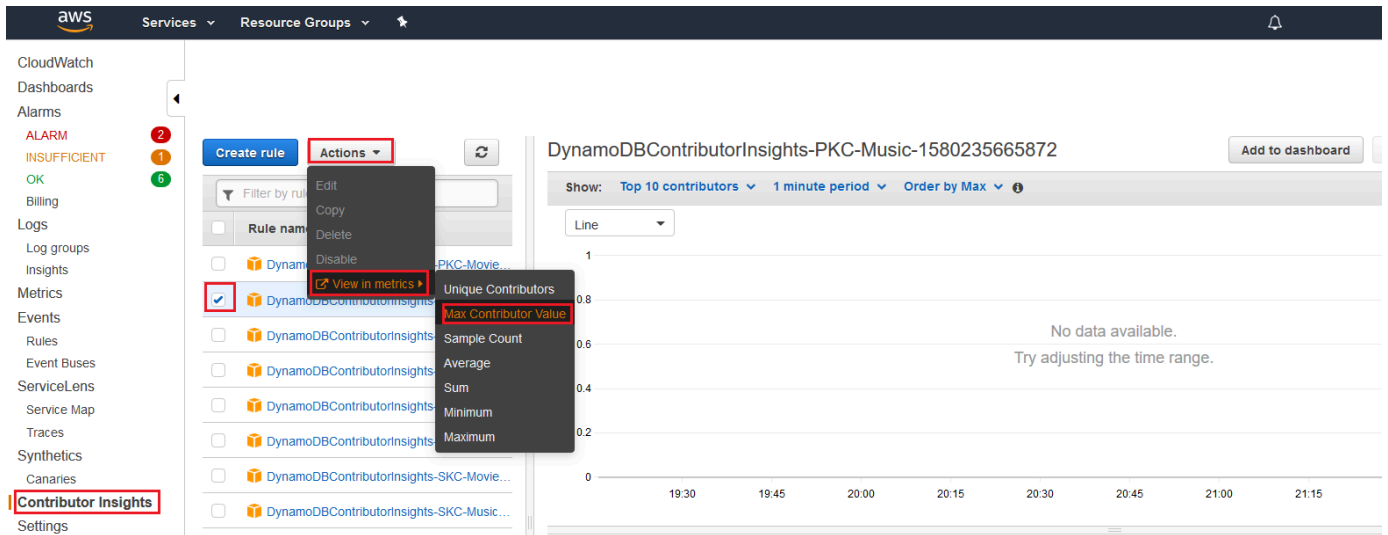 aws
Services
Resource Groups
CloudWatch
Dashboards
Alarms
ALARM 2
INSUFFICIENT 1
OK 6
Billing
Logs
Log groups
Insights
Metrics
Events
Rules
Event Buses
ServiceLens
Service Map
Traces
Synthetics
Canaries
Contributor Insights
Settings
Create rule
Actions
Filter by rul
Rule nam
Edit
Copy
Delete
Disable
View in metrics
Unique Contributors
Max Contributor Value
Sample Count
Average
Sum
Minimum
Maximum
Dynam -PKC-Movie...
DynamoDBContributorInsights-
DynamoDBContributorInsights-
DynamoDBContributorInsights-
DynamoDBContributorInsights-
DynamoDBContributorInsights-
DynamoDBContributorInsights-SKC-Movie...
DynamoDBContributorInsights-SKC-Music...
DynamoDBContributorInsights-PKC-Music-1580235665872
Add to dashboard
Show: Top 10 contributors 1 minute period Order by Max
Line
1
0.8
0.6
0.4
0.2
0
No data available.
Try adjusting the time range.
19:30 19:45 20:00 20:15 20:30 20:45 21:00 21:15